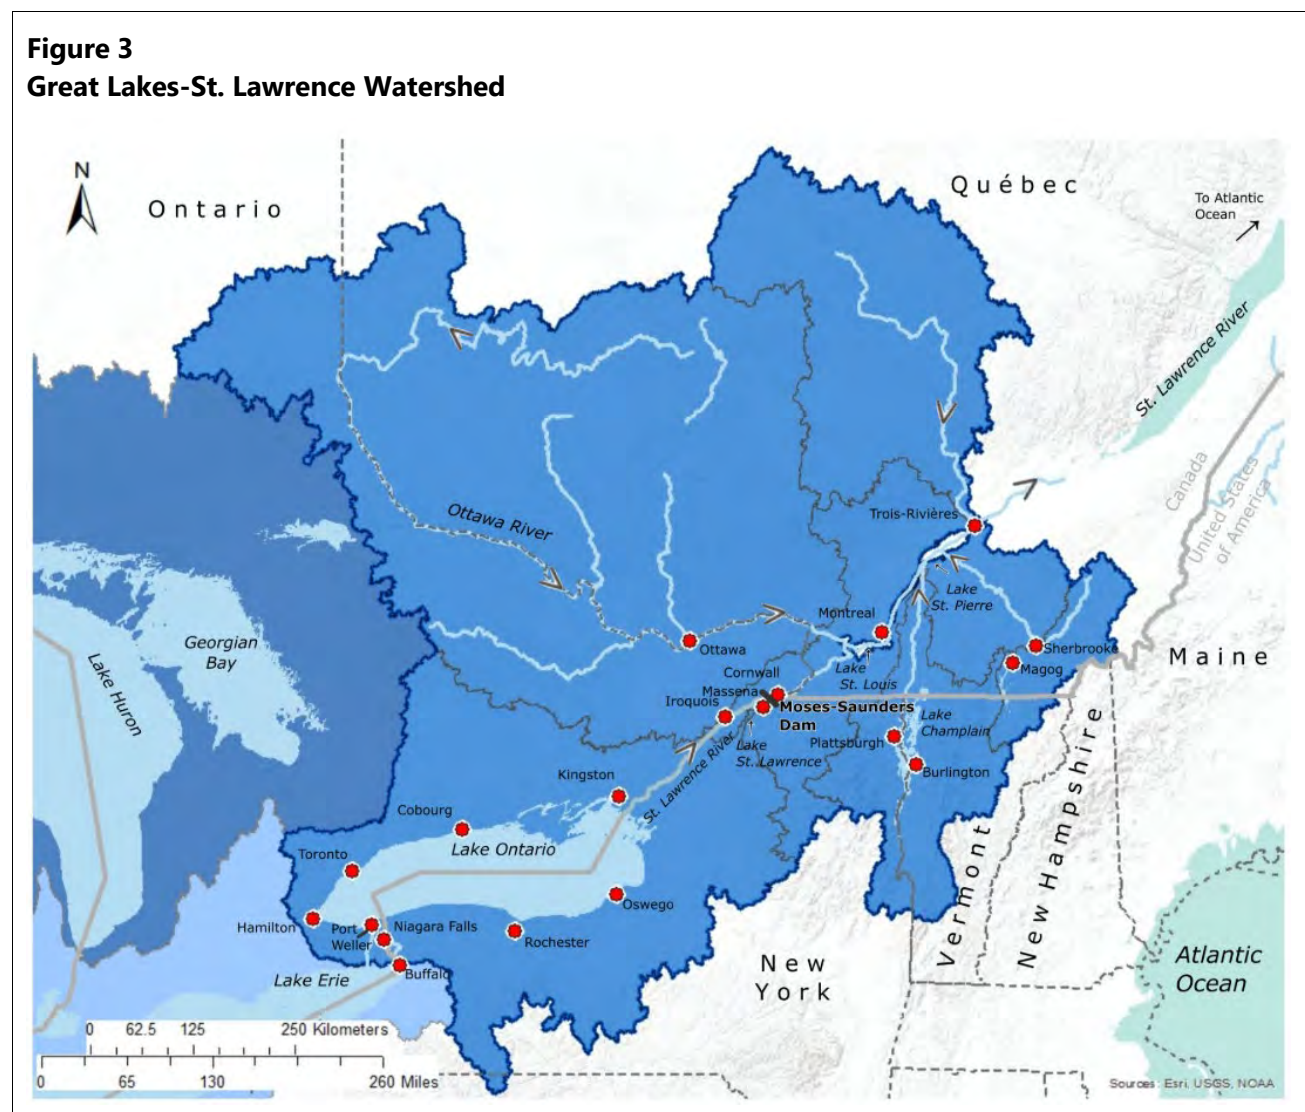 Figure 3
Great Lakes-St. Lawrence Watershed
N
Ontario
Québec
To Atlantic
Ocean
St. Lawrence River
Canada
United States
of America
Ottawa River
Trois-Rivières
Lake
St. Pierre
Georgian
Bay
Lake Huron
Montreal
Ottawa
Sherbrooke
Magog
Maine
Lake
St. Louis
Cornwall
Massena
Iroquois
Moses-Saunders
Dam
Lake
St. Lawrence
Lake
Champlain
Plattsburgh
Burlington
St. Lawrence River
Kingston
Cobourg
Lake Ontario
Toronto
Oswego
Hamilton
Port
Weller
Niagara Falls
Rochester
Buffalo
Lake Erie
New
York
Vermont
New Hampshire
Atlantic
Ocean
0 62.5 125 250 Kilometers
0 65 130 260 Miles
Sources: Esri, USGS, NOAA